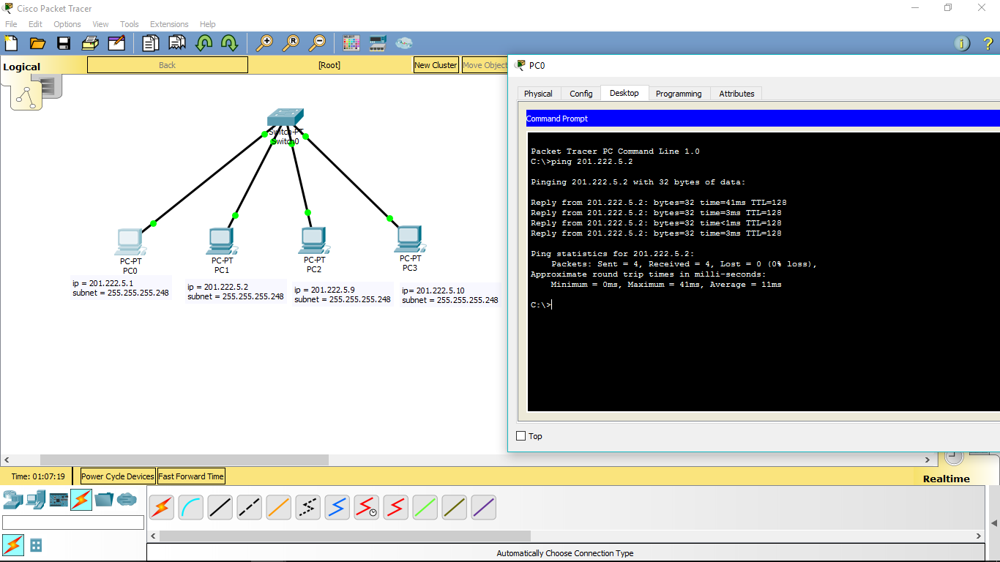 Cisco Packet Tracer
File Edit Options View Tools Extensions Help
Logical
Back
[Root]
New Cluster
Move Object
Switch-PT
Switch0
PC-PT
PC0
ip = 201.222.5.1
subnet = 255.255.255.248
PC-PT
PC1
ip = 201.222.5.2
subnet = 255.255.255.248
PC-PT
PC2
ip = 201.222.5.9
subnet = 255.255.255.248
PC-PT
PC3
ip= 201.222.5.10
subnet = 255.255.255.248
PC0
Physical Config Desktop Programming Attributes
Command Prompt
Packet Tracer PC Command Line 1.0
C:\>ping 201.222.5.2
Pinging 201.222.5.2 with 32 bytes of data:
Reply from 201.222.5.2: bytes=32 time=41ms TTL=128
Reply from 201.222.5.2: bytes=32 time=3ms TTL=128
Reply from 201.222.5.2: bytes=32 time<1ms TTL=128
Reply from 201.222.5.2: bytes=32 time=3ms TTL=128
Ping statistics for 201.222.5.2:
Packets: Sent = 4, Received = 4, Lost = 0 (0% loss),
Approximate round trip times in milli-seconds:
Minimum = 0ms, Maximum = 41ms, Average = 11ms
C:\>
Top
Time: 01:07:19
Power Cycle Devices
Fast Forward Time
Realtime
Automatically Choose Connection Type